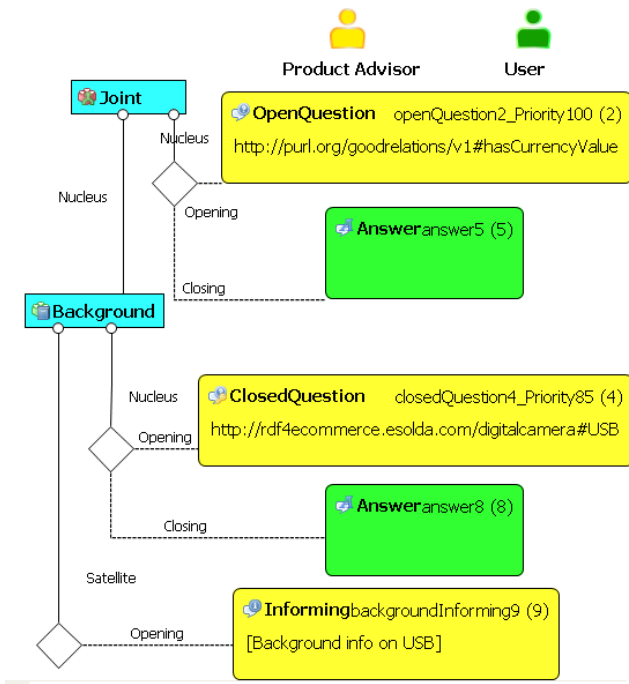 Product Advisor
User
Joint
OpenQuestion openQuestion2_Priority100 (2)
http://purl.org/goodrelations/v1#hasCurrencyValue
Nucleus
Nucleus
Opening
Answer answer5 (5)
Closing
Background
Nucleus
ClosedQuestion closedQuestion4_Priority85 (4)
http://rdf4ecommerce.esolda.com/digitalcamera#USB
Opening
Answer answer8 (8)
Closing
Satellite
Informing backgroundInforming9 (9)
[Background info on USB]
Opening